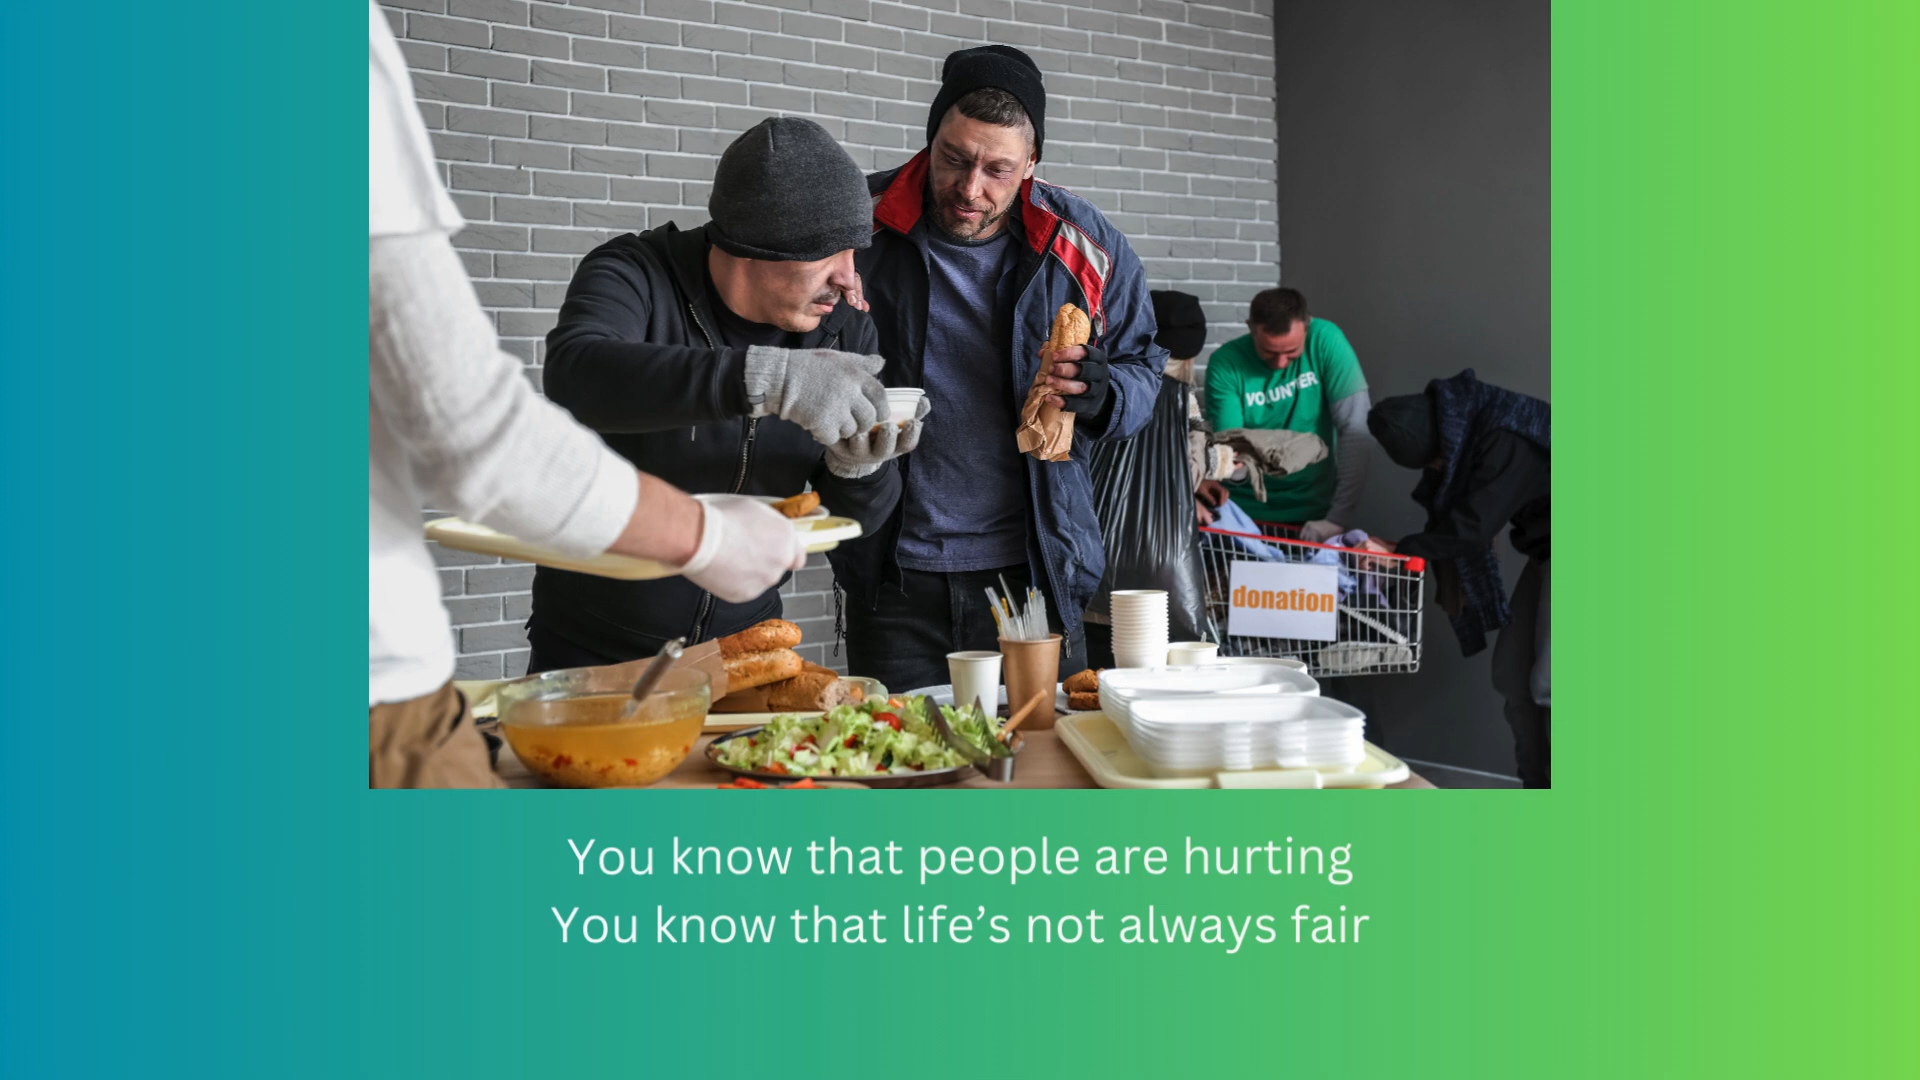 VOLUNTEER
donation
You know that people are hurting
You know that life’s not always fair